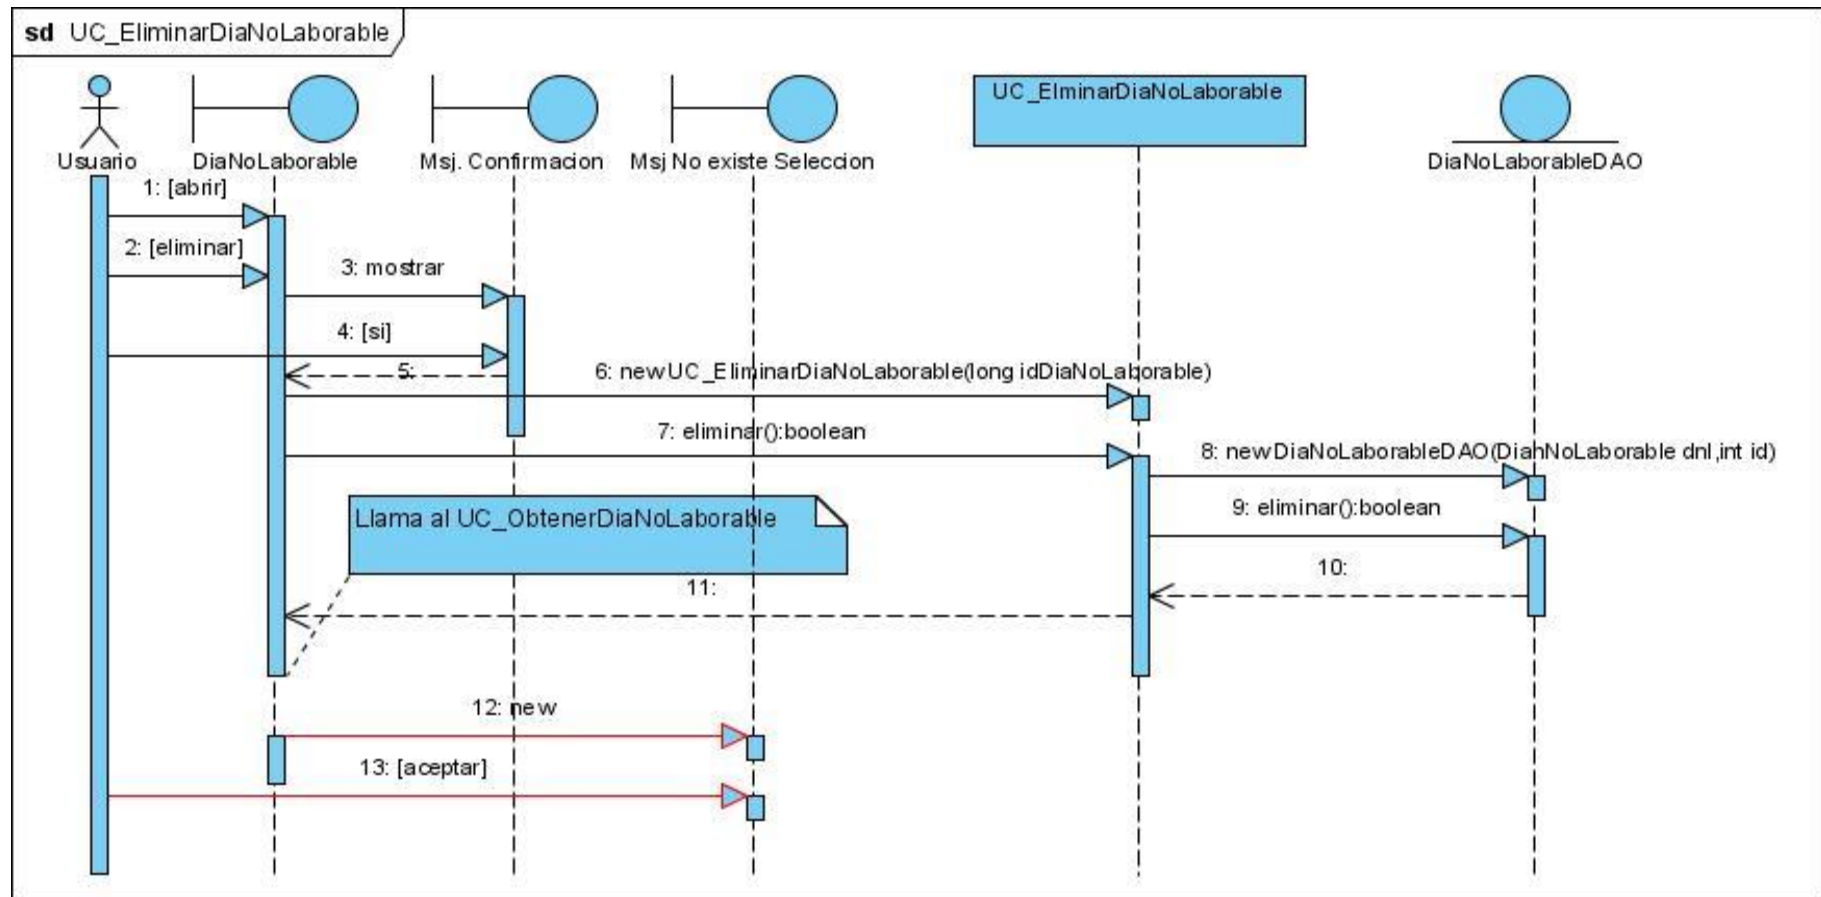 sd UC_EliminarDiaNoLaborable
UC_ElminarDiaNoLaborable
Usuario
DiaNoLaborable
Msj. Confirmacion
Msj No existe Seleccion
DiaNoLaborableDAO
1: [abrir]
2: [eliminar]
3: mostrar
4: [si]
5:
6: newUC_EliminarDiaNoLaborable(long idDiaNoLaborable)
7: eliminar():boolean
8: newDiaNoLaborableDAO(DiahNoLaborable dnl,int id)
Llama al UC_ObtenerDiaNoLaborable
9: eliminar():boolean
10:
11:
12: new
13: [aceptar]